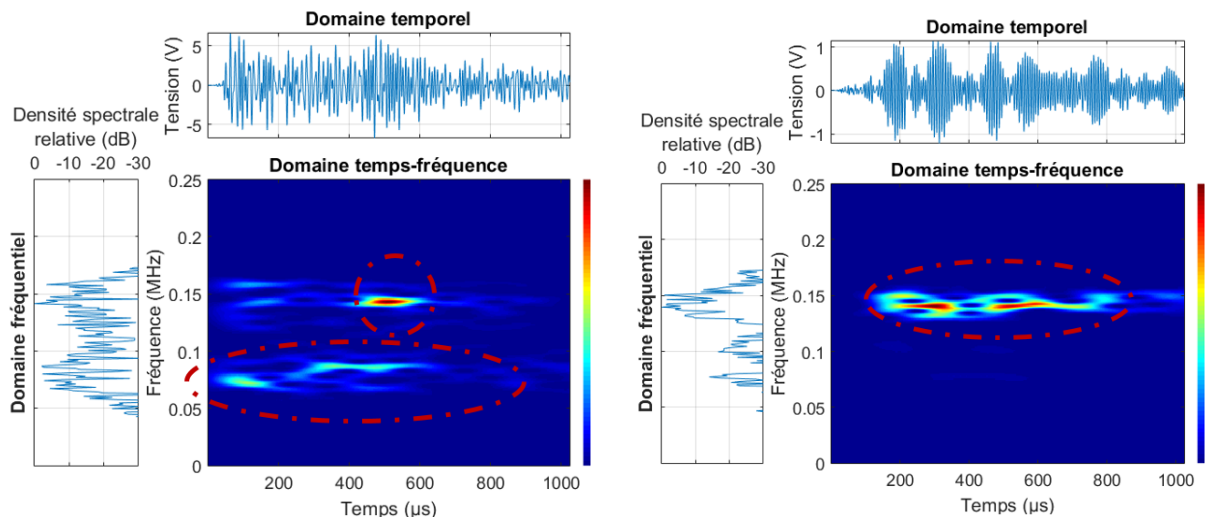 Domaine temporel
Tension (V)
5
0
-5
Densité spectrale
relative (dB)
0 -10 -20 -30
Domaine temps-fréquence
Domaine fréquentiel
Fréquence (MHz)
0.25
0.2
0.15
0.1
0.05
0
200 400 600 800 1000
Temps (µs)
Domaine temporel
Tension (V)
1
0
-1
Densité spectrale
relative (dB)
0 -10 -20 -30
Domaine temps-fréquence
Domaine fréquentiel
Fréquence (MHz)
0.25
0.2
0.15
0.1
0.05
0
200 400 600 800 1000
Temps (µs)